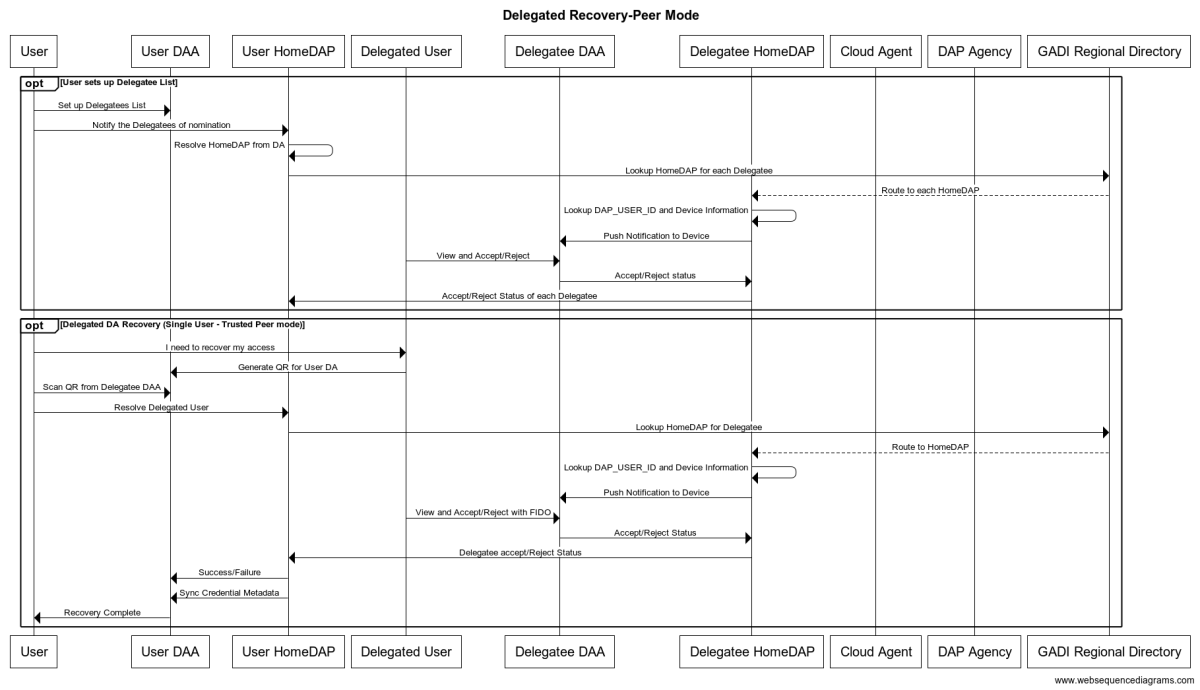 Delegated Recovery-Peer Mode
User
User DAA
User HomeDAP
Delegated User
Delegatee DAA
Delegatee HomeDAP
Cloud Agent
DAP Agency
GADI Regional Directory
opt
[User sets up Delegatee List]
Set up Delegatees List
Notify the Delegatees of nomination
Resolve HomeDAP from DA
Lookup HomeDAP for each Delegatee
Route to each HomeDAP
Lookup DAP_USER_ID and Device Information
Push Notification to Device
View and Accept/Reject
Accept/Reject status
Accept/Reject Status of each Delegatee
opt
[Delegated DA Recovery (Single User - Trusted Peer mode)]
I need to recover my access
Generate QR for User DA
Scan QR from Delegatee DAA
Resolve Delegated User
Lookup HomeDAP for Delegatee
Route to HomeDAP
Lookup DAP_USER_ID and Device Information
Push Notification to Device
View and Accept/Reject with FIDO
Accept/Reject Status
Delegatee accept/Reject Status
Success/Failure
Sync Credential Metadata
Recovery Complete
User
User DAA
User HomeDAP
Delegated User
Delegatee DAA
Delegatee HomeDAP
Cloud Agent
DAP Agency
GADI Regional Directory
www.websequencediagrams.com